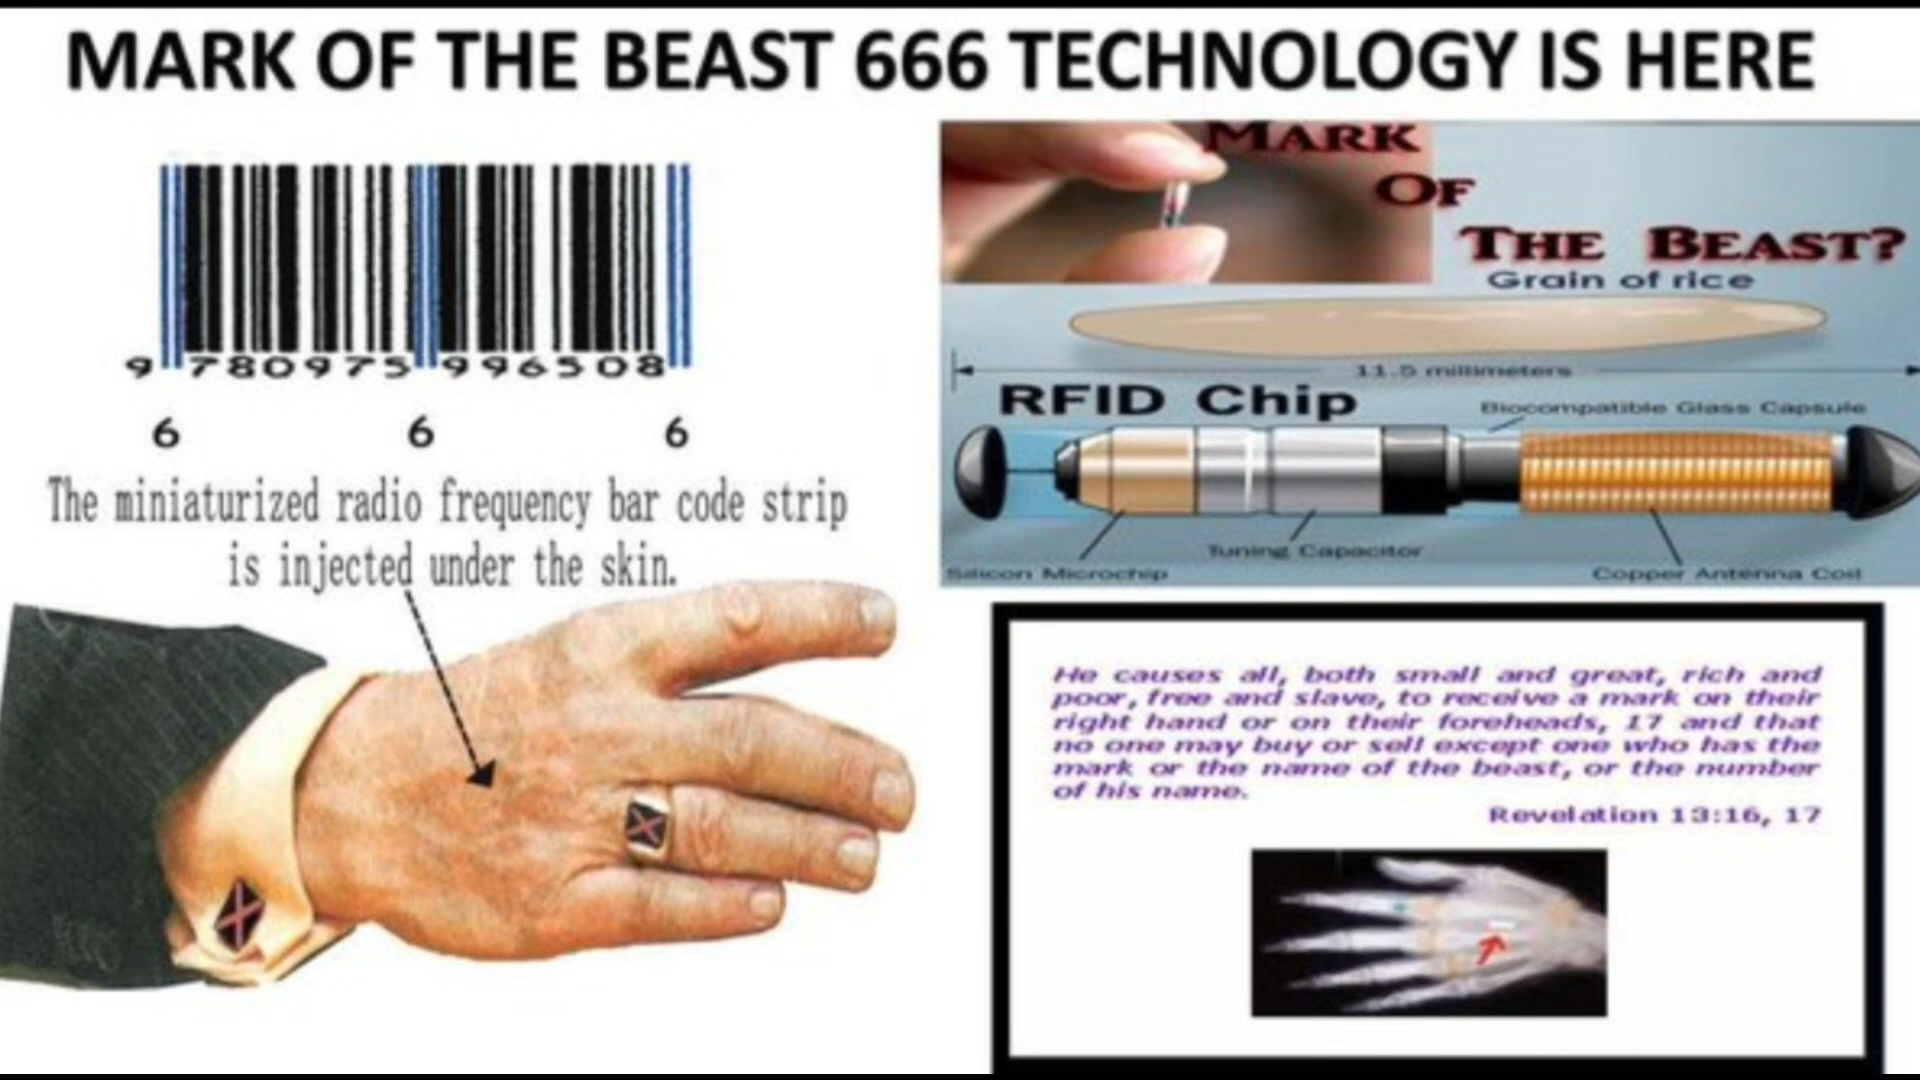 MARK OF THE BEAST 666 TECHNOLOGY IS HERE
9 780975 996508
6 6 6
The miniaturized radio frequency bar code strip
is injected under the skin.
MARK
OF
THE BEAST?
Grain of rice
11.5 millimeters
RFID Chip
Biocompatible Glass Capsule
Tuning Capacitor
Silicon Microchip
Copper Antenna Coil
He causes all, both small and great, rich and
poor, free and slave, to receive a mark on their
right hand or on their foreheads, 17 and that
no one may buy or sell except one who has the
mark or the name of the beast, or the number
of his name.
Revelation 13:16, 17